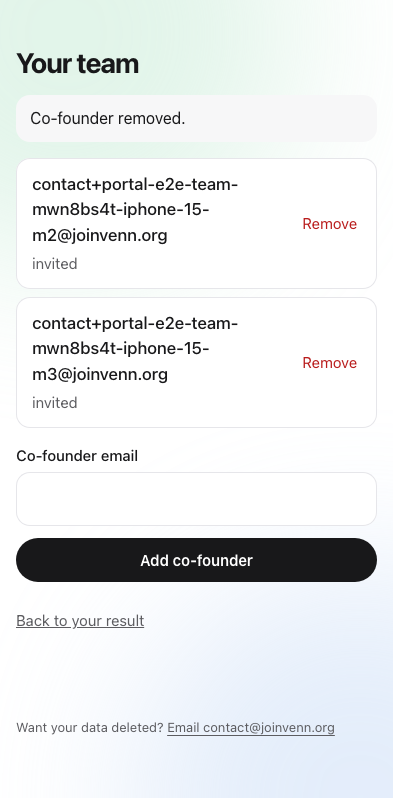 Your team
Co-founder removed.
contact+portal-e2e-team-
mwn8bs4t-iphone-15-
m2@joinvenn.org
invited
Remove
contact+portal-e2e-team-
mwn8bs4t-iphone-15-
m3@joinvenn.org
invited
Remove
Co-founder email
Add co-founder
Back to your result
Want your data deleted? Email contact@joinvenn.org